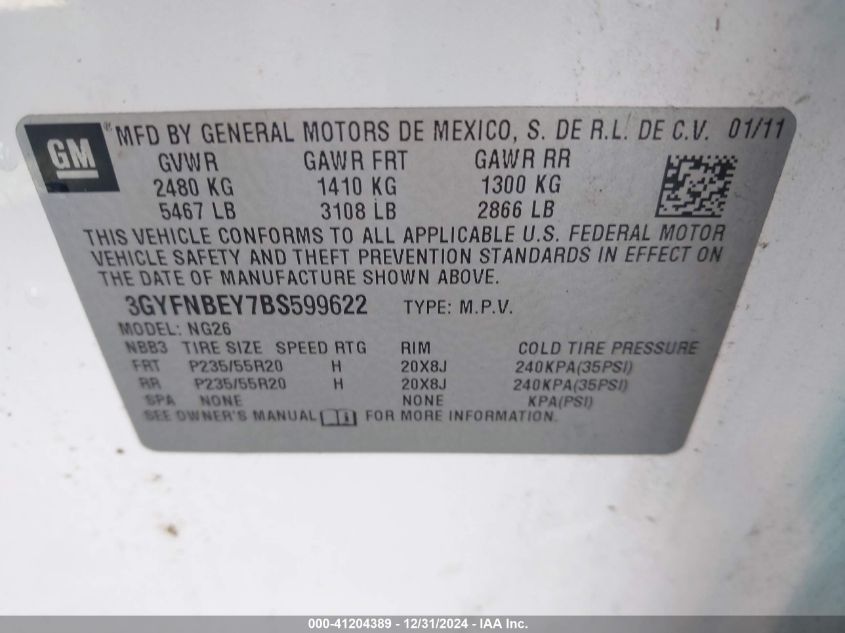 GM
® MFD BY GENERAL MOTORS DE MEXICO, S. DE R.L. DE C.V. 01/11
GVWR GAWR FRT GAWR RR
2480 KG 1410 KG 1300 KG
5467 LB 3108 LB 2866 LB
THIS VEHICLE CONFORMS TO ALL APPLICABLE U.S. FEDERAL MOTOR
VEHICLE SAFETY AND THEFT PREVENTION STANDARDS IN EFFECT ON
THE DATE OF MANUFACTURE SHOWN ABOVE.
3GYFNBEY7BS599622 TYPE: M.P.V.
MODEL: NG26
NBB3 TIRE SIZE SPEED RTG RIM COLD TIRE PRESSURE
FRT P235/55R20 H 20X8J 240KPA(35PSI)
RR P235/55R20 H 20X8J 240KPA(35PSI)
SPA NONE NONE KPA(PSI)
SEE OWNER'S MANUAL FOR MORE INFORMATION.
000-41204389 - 12/31/2024 - IAA Inc.